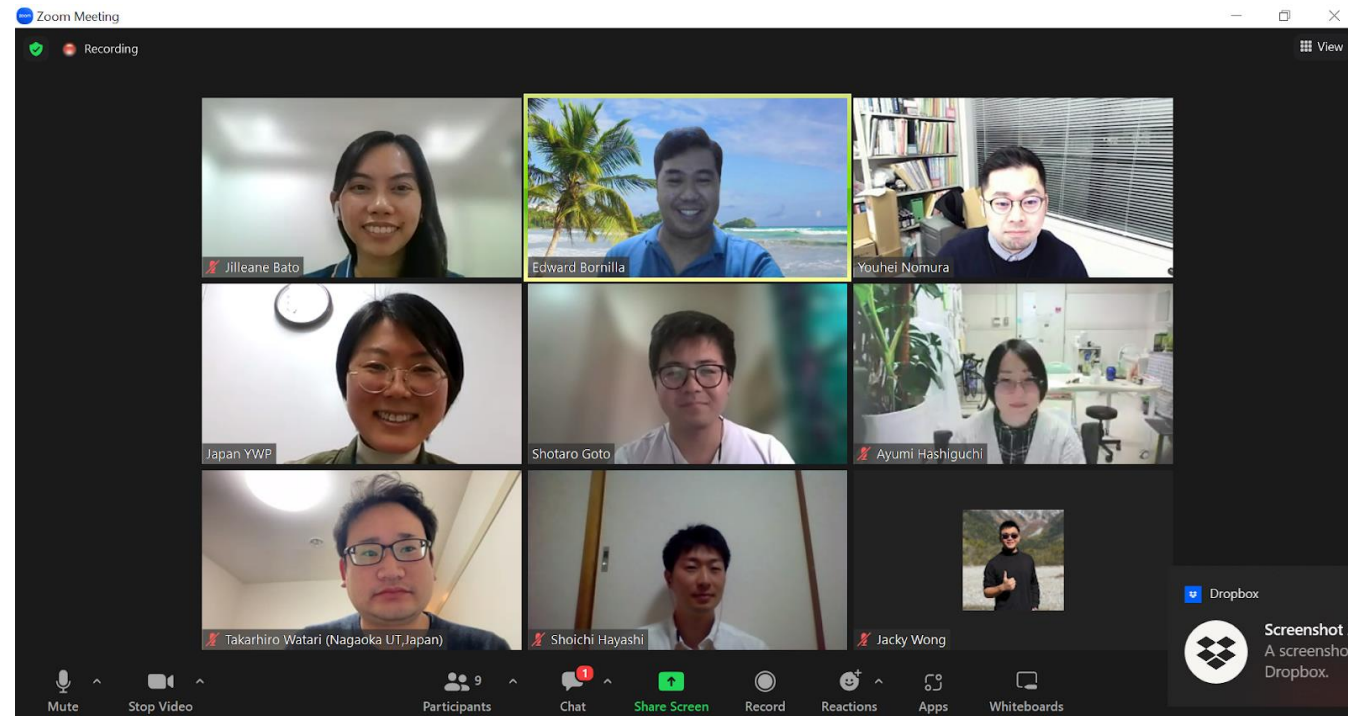 Zoom Meeting
Recording
View
Jilleane Bato
Edward Bornilla
Youhei Nomura
Japan YWP
Shotaro Goto
Ayumi Hashiguchi
Takarhiro Watari (Nagaoka UT,Japan)
Shoichi Hayashi
Jacky Wong
Dropbox
Screenshot
A screensho
Dropbox.
9
1
Mute
Stop Video
Participants
Chat
Share Screen
Record
Reactions
Apps
Whiteboards